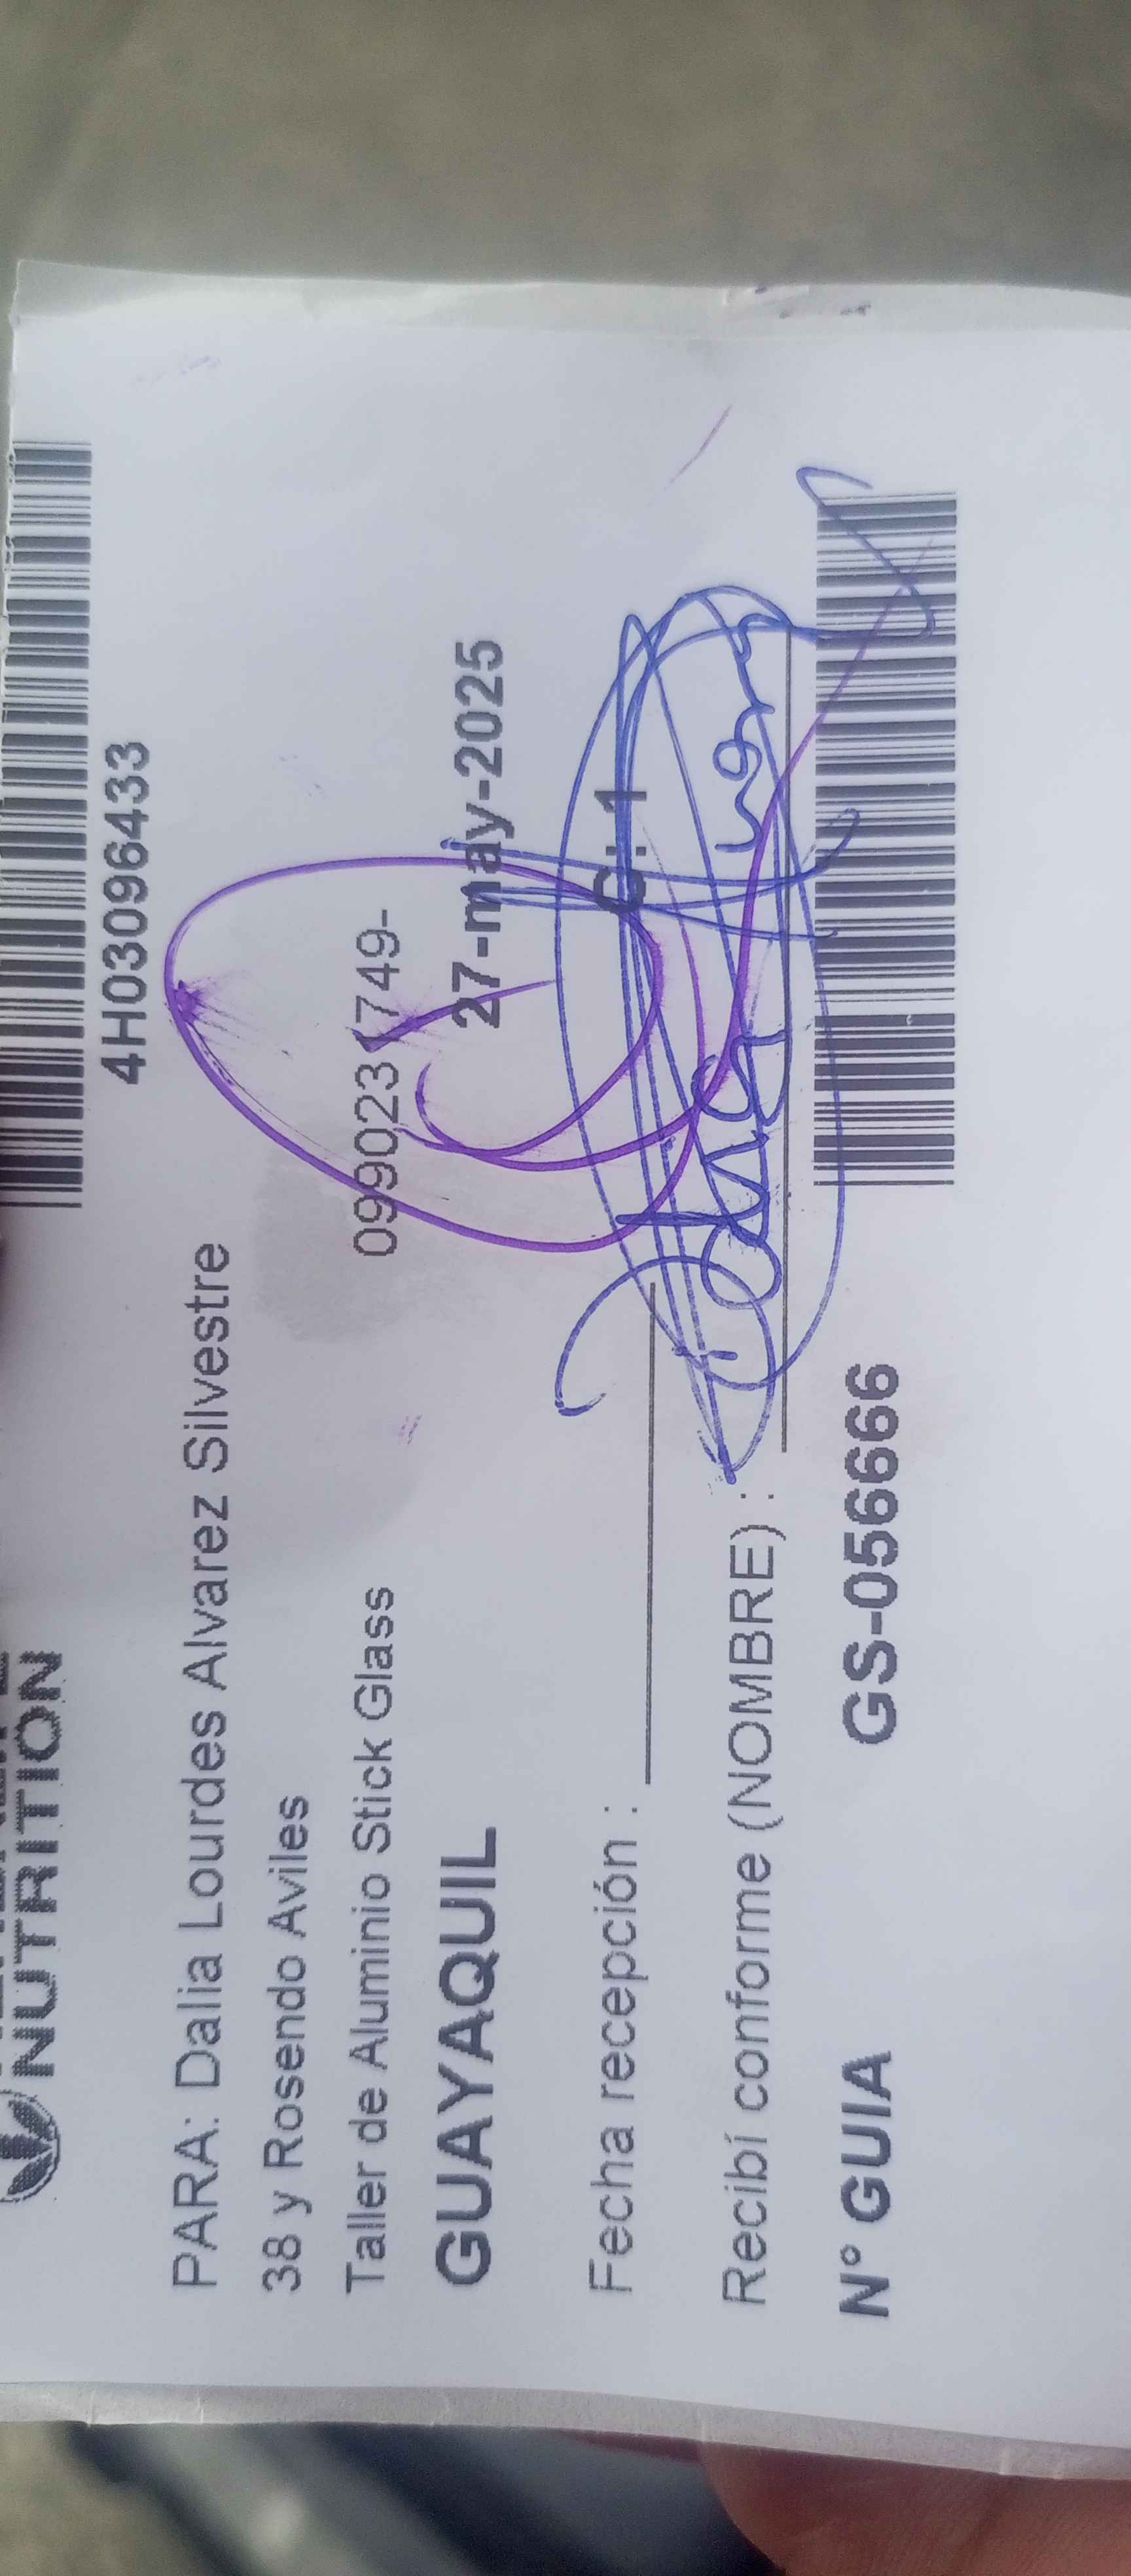 NUTRITION
4H03096433
PARA: Dalia Lourdes Alvarez Silvestre
38 y Rosendo Aviles
Taller de Aluminio Stick Glass 0990231749-
GUAYAQUIL 27-may-2025
Fecha recepción : C:1
Recibí conforme (NOMBRE) :
N° GUIA GS-056666